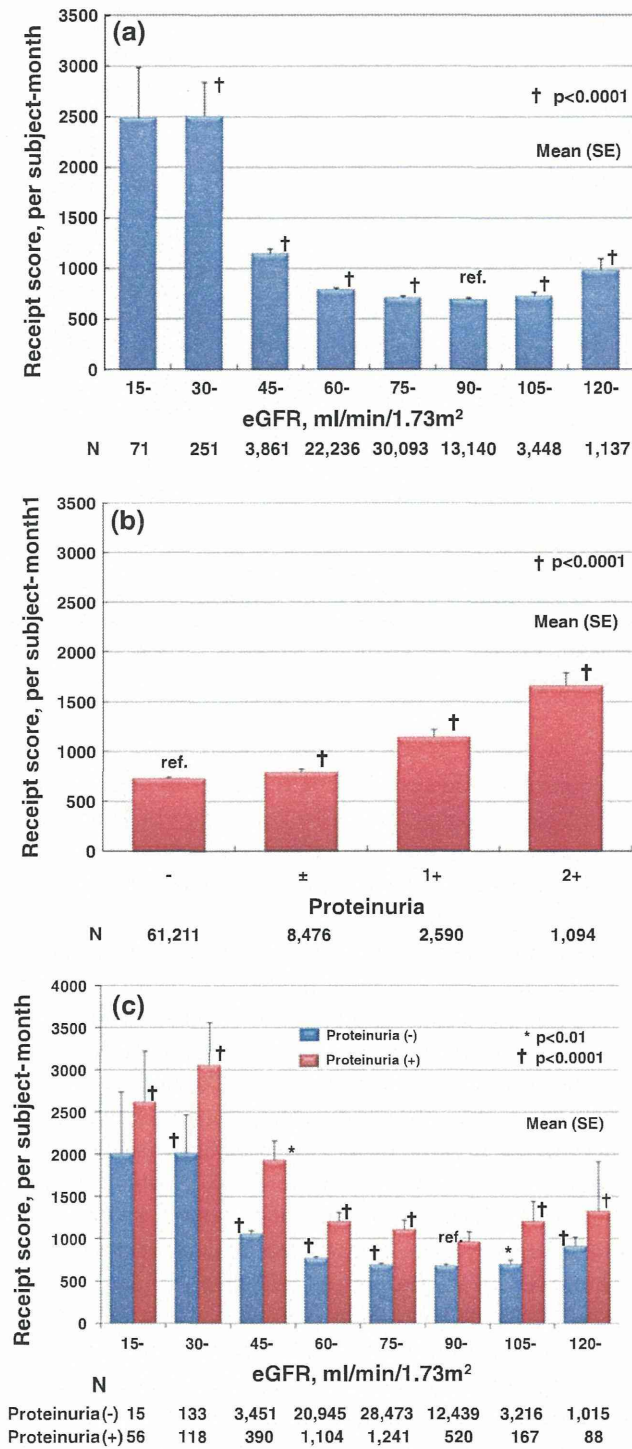 (a)
Receipt score, per subject-month
3500
3000
2500
2000
1500
1000
500
0
† p<0.0001
Mean (SE)
†
†
†
†
ref.
†
†
15- 30- 45- 60- 75- 90- 105- 120-
eGFR, ml/min/1.73m²
N 71 251 3,861 22,236 30,093 13,140 3,448 1,137
(b)
Receipt score, per subject-month1
3500
3000
2500
2000
1500
1000
500
0
† p<0.0001
Mean (SE)
ref.
†
†
†
- ± 1+ 2+
Proteinuria
N 61,211 8,476 2,590 1,094
(c)
Receipt score, per subject-month
4000
3500
3000
2500
2000
1500
1000
500
0
Proteinuria (-)
Proteinuria (+)
* p<0.01
† p<0.0001
Mean (SE)
†
†
†
†
*
†
†
†
†
ref.
*
†
†
†
15- 30- 45- 60- 75- 90- 105- 120-
eGFR, ml/min/1.73m²
N
Proteinuria(-) 15 133 3,451 20,945 28,473 12,439 3,216 1,015
Proteinuria(+) 56 118 390 1,104 1,241 520 167 88